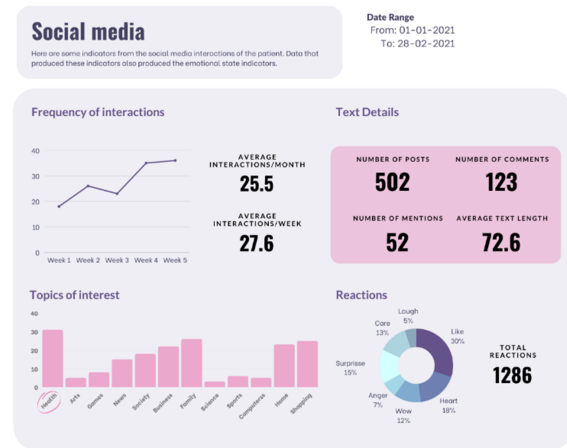 Social media
Here are some indicators from the social media interactions of the patient. Data that
produced these indicators also produced the emotional state indicators.
Date Range
From: 01-01-2021
To: 28-02-2021
Frequency of interactions
40
30
20
10
0
Week 1 Week 2 Week 3 Week 4 Week 5
AVERAGE
INTERACTIONS/MONTH
25.5
AVERAGE
INTERACTIONS/WEEK
27.6
Text Details
NUMBER OF POSTS
502
NUMBER OF COMMENTS
123
NUMBER OF MENTIONS
52
AVERAGE TEXT LENGTH
72.6
Topics of interest
40
30
20
10
0
Health
Arts
Games
News
Society
Business
Family
Science
Sports
Computerss
Home
Shopping
Reactions
Lough
5%
Care
13%
Like
30%
Surprisse
15%
Anger
7%
Wow
12%
Heart
18%
TOTAL
REACTIONS
1286